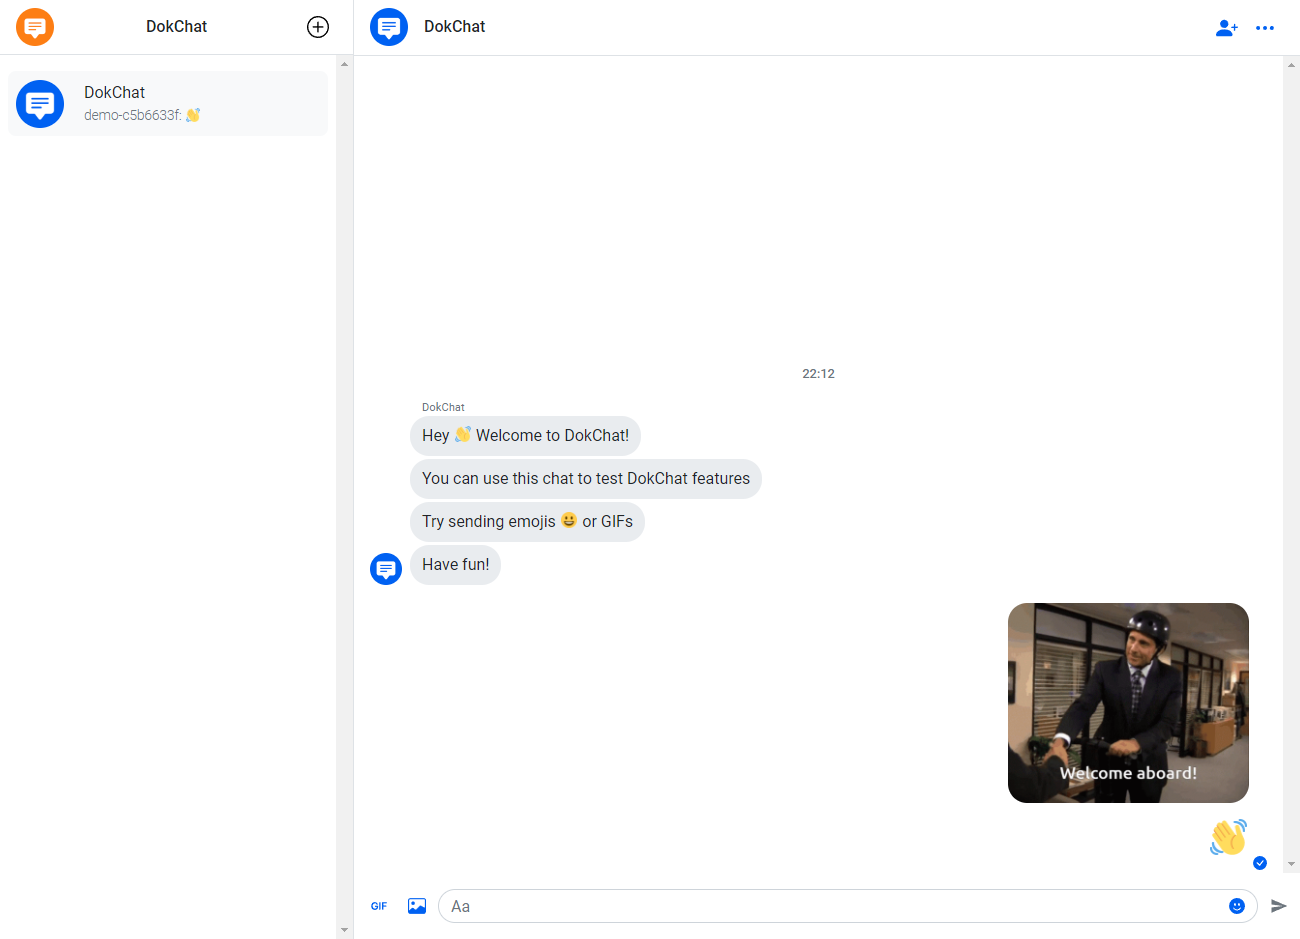 DokChat
DokChat
demo-c5b6633f: 👋
DokChat
22:12
DokChat
Hey 👋 Welcome to DokChat!
You can use this chat to test DokChat features
Try sending emojis 😀 or GIFs
Have fun!
Welcome aboard!
👋
GIF
Aa